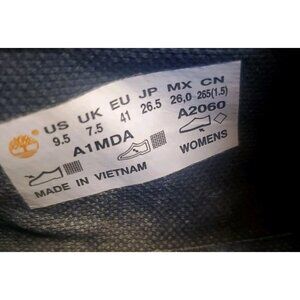 US UK EU JP MX CN
9.5 7.5 41 26.5 26,0 265(1.5)
A1MDA A2060
WOMENS
MADE IN VIETNAM